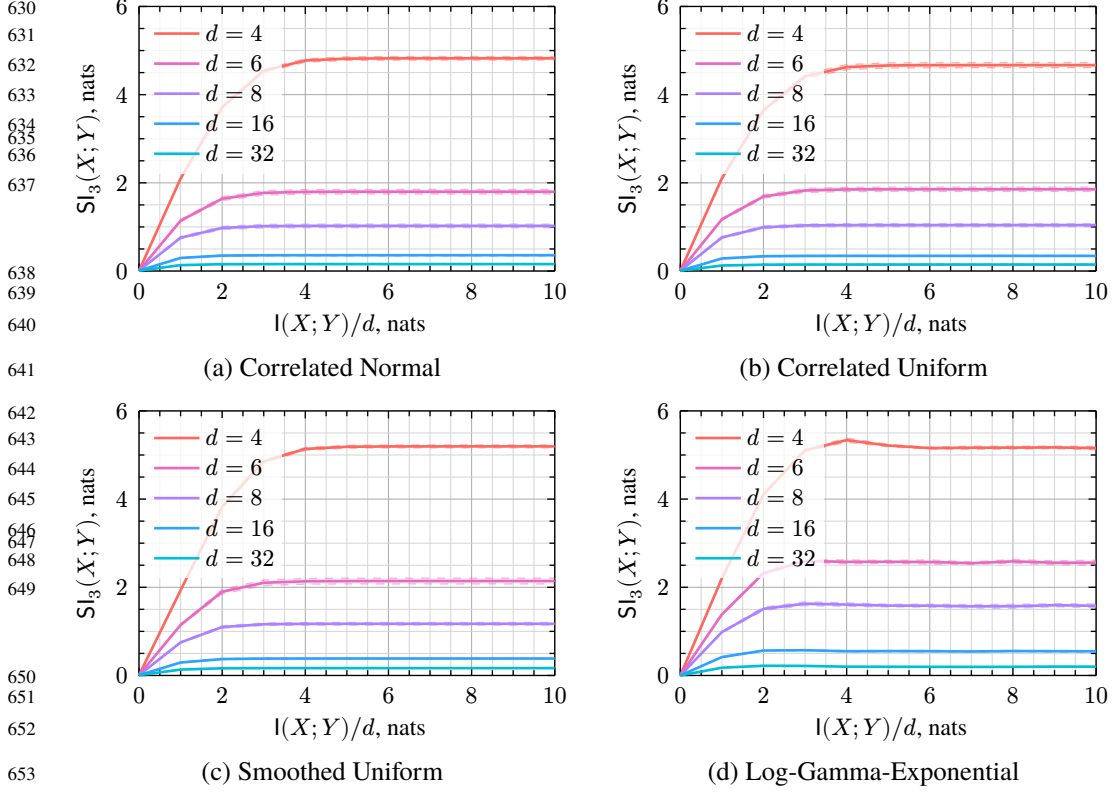 630
631
632
633
634
635
636
637
638
639
640
641
642
643
644
645
646
647
648
649
650
651
652
653
6
4
2
0
0 2 4 6 8 10
SI₃(X; Y), nats
I(X; Y)/d, nats
d = 4
d = 6
d = 8
d = 16
d = 32
(a) Correlated Normal
6
4
2
0
0 2 4 6 8 10
SI₃(X; Y), nats
I(X; Y)/d, nats
d = 4
d = 6
d = 8
d = 16
d = 32
(b) Correlated Uniform
6
4
2
0
0 2 4 6 8 10
SI₃(X; Y), nats
I(X; Y)/d, nats
d = 4
d = 6
d = 8
d = 16
d = 32
(c) Smoothed Uniform
6
4
2
0
0 2 4 6 8 10
SI₃(X; Y), nats
I(X; Y)/d, nats
d = 4
d = 6
d = 8
d = 16
d = 32
(d) Log-Gamma-Exponential